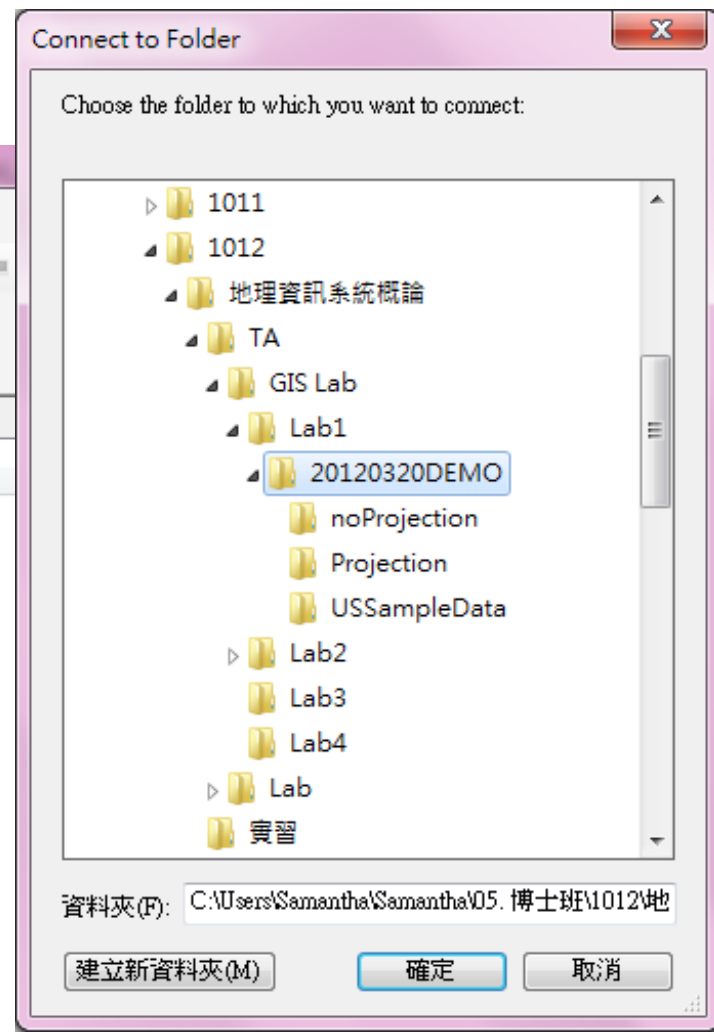 Connect to Folder
Choose the folder to which you want to connect:
1011
1012
地理資訊系統概論
TA
GIS Lab
Lab1
20120320DEMO
noProjection
Projection
USSampleData
Lab2
Lab3
Lab4
Lab
實習
資料夾(F): C:\Users\Samantha\Samantha\05. 博士班\1012\地
建立新資料夾(M) 確定 取消